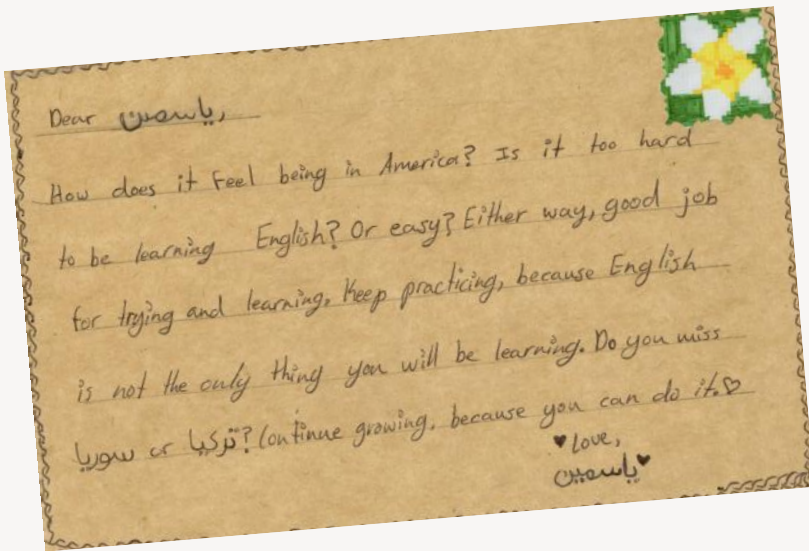 Dear ياسمين,
How does it feel being in America? Is it too hard
to be learning English? Or easy? Either way, good job
for trying and learning. Keep practicing, because English
is not the only thing you will be learning. Do you miss
سوريا or تركيا? Continue growing, because you can do it.♡
♥Love,
ياسمين♥